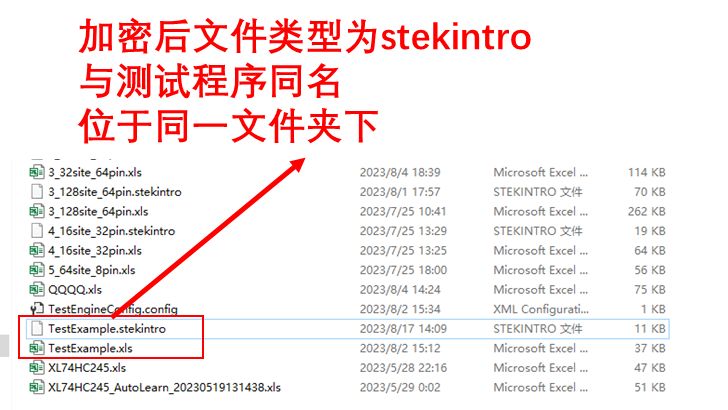 加密后文件类型为stekintro
与测试程序同名
位于同一文件夹下
3_32site_64pin.xls 2023/8/4 18:39 Microsoft Excel ... 114 KB
3_128site_64pin.stekintro 2023/8/1 17:57 STEKINTRO 文件 70 KB
3_128site_64pin.xls 2023/7/25 10:41 Microsoft Excel ... 262 KB
4_16site_32pin.stekintro 2023/7/25 13:29 STEKINTRO 文件 19 KB
4_16site_32pin.xls 2023/7/25 13:25 Microsoft Excel ... 64 KB
5_64site_8pin.xls 2023/7/25 18:00 Microsoft Excel ... 56 KB
QQQQ.xls 2023/8/4 14:24 Microsoft Excel ... 75 KB
TestEngineConfig.config 2023/8/2 15:34 XML Configurati... 1 KB
TestExample.stekintro 2023/8/17 14:09 STEKINTRO 文件 11 KB
TestExample.xls 2023/8/2 15:12 Microsoft Excel ... 37 KB
XL74HC245.xls 2023/5/28 22:16 Microsoft Excel ... 47 KB
XL74HC245_AutoLearn_20230519131438.xls 2023/5/29 0:02 Microsoft Excel ... 51 KB